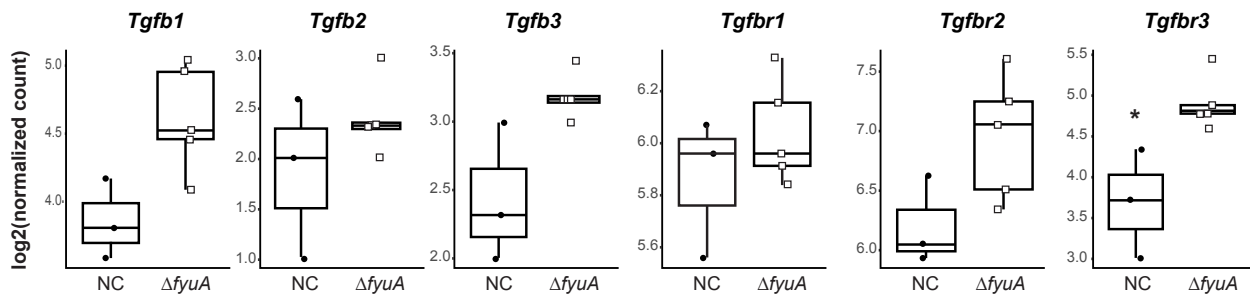 Tgfb1 Tgfb2 Tgfb3 Tgfbr1 Tgfbr2 Tgfbr3
log2(normalized count)
5.0 4.5 4.0
3.0 2.5 2.0 1.5 1.0
3.5 3.0 2.5 2.0
6.2 6.0 5.8 5.6
7.5 7.0 6.5 6.0
5.5 5.0 4.5 4.0 3.5 3.0
*
NC ΔfyuA NC ΔfyuA NC ΔfyuA NC ΔfyuA NC ΔfyuA NC ΔfyuA